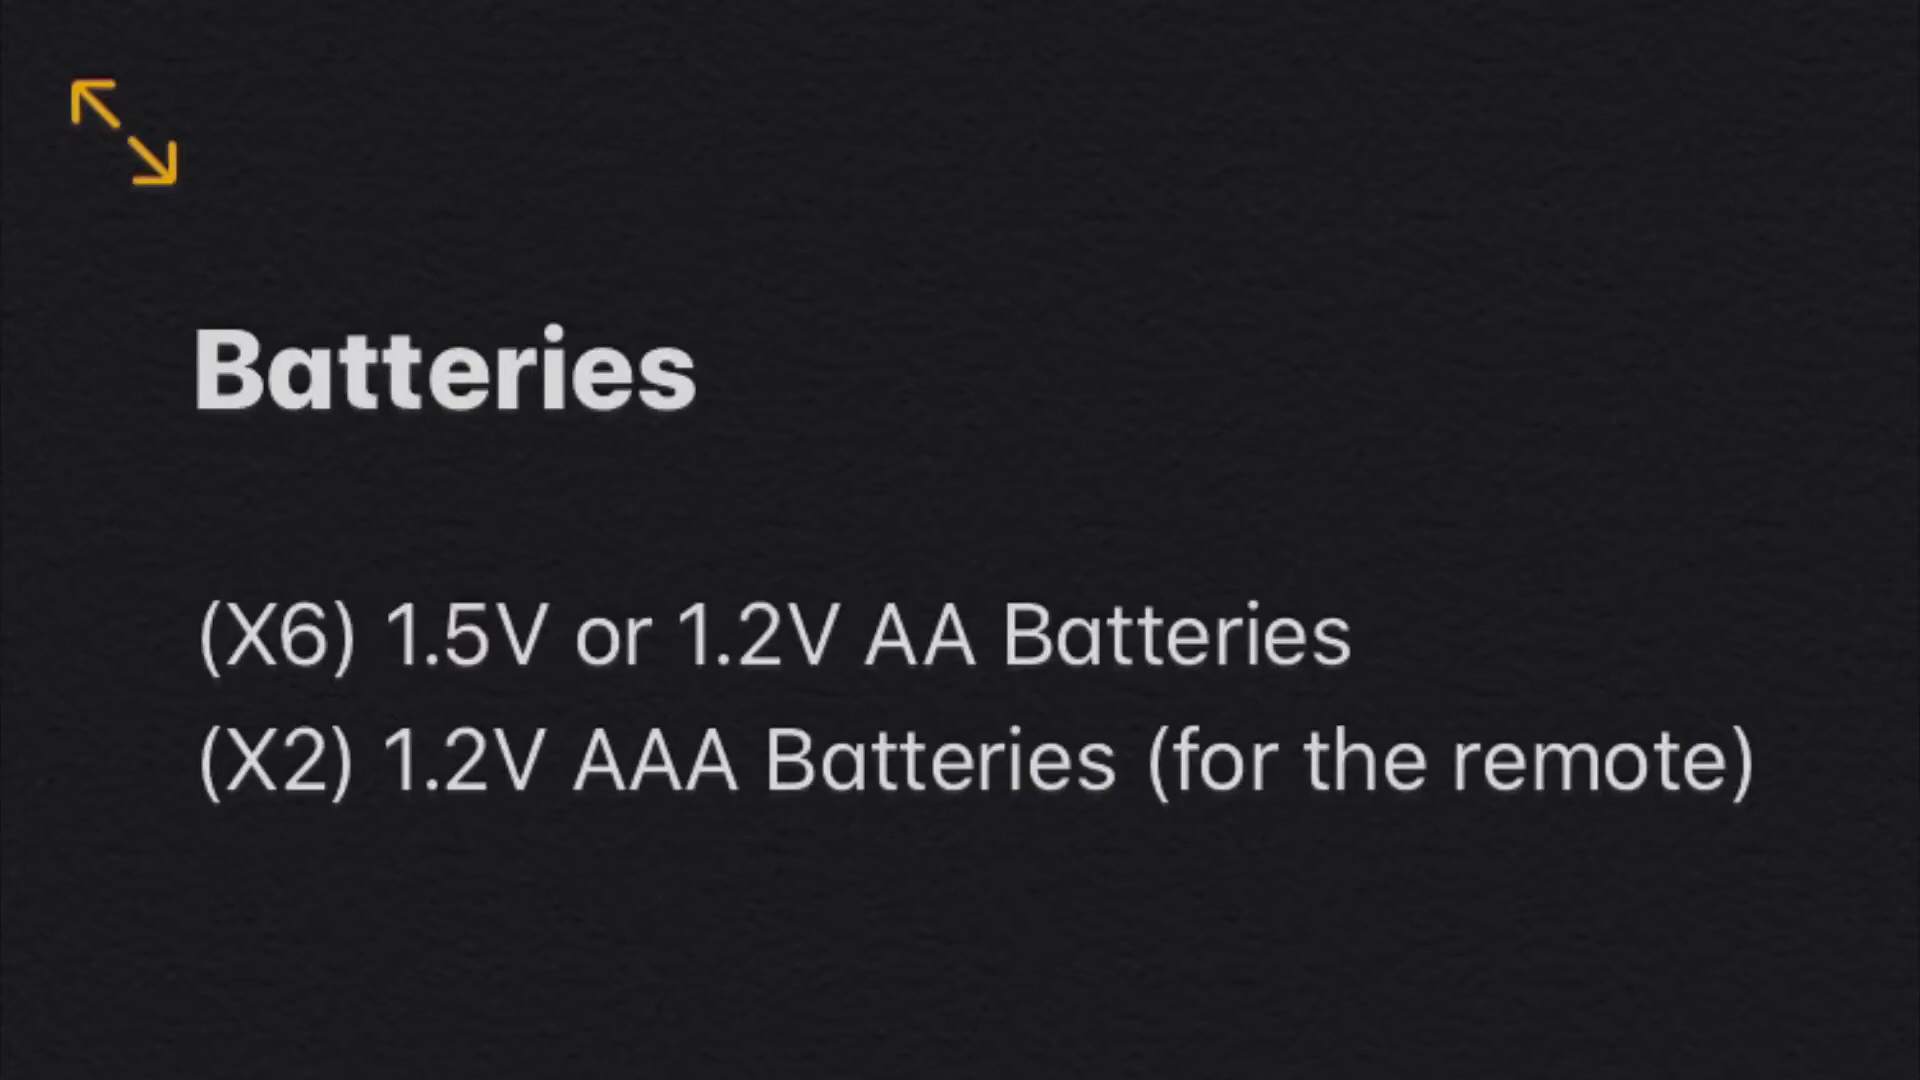 Batteries
(X6) 1.5V or 1.2V AA Batteries
(X2) 1.2V AAA Batteries (for the remote)